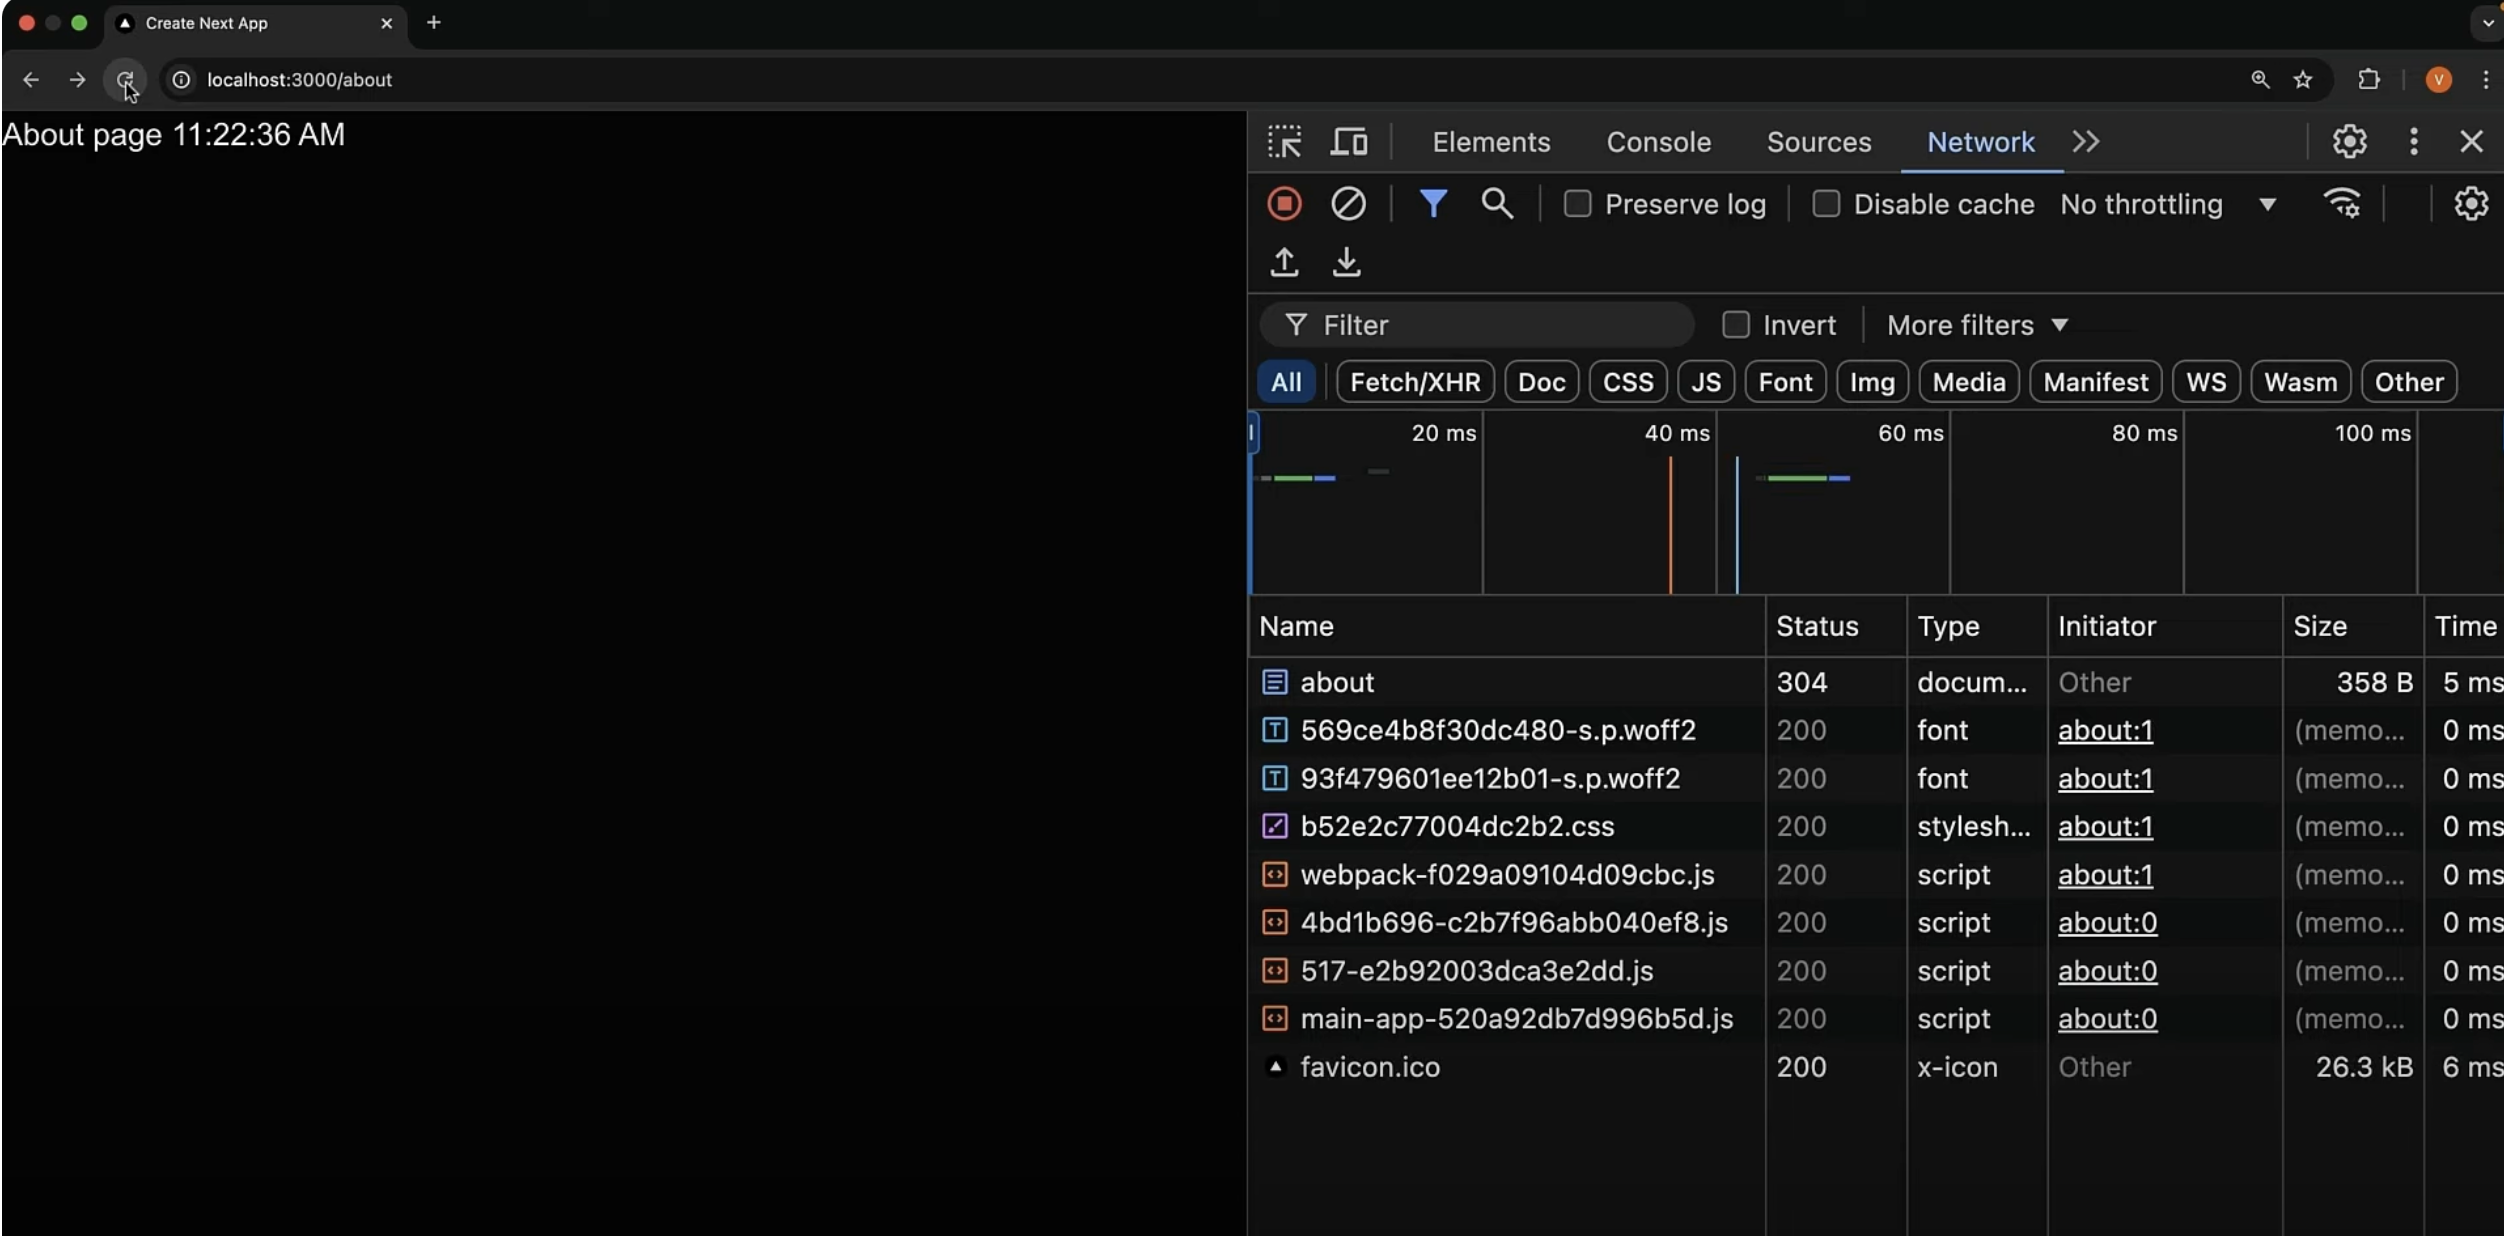 Create Next App
localhost:3000/about
V
About page 11:22:36 AM
Elements Console Sources Network
Preserve log Disable cache No throttling
Filter Invert More filters
All Fetch/XHR Doc CSS JS Font Img Media Manifest WS Wasm Other
20 ms 40 ms 60 ms 80 ms 100 ms
Name Status Type Initiator Size Time
about 304 docum... Other 358 B 5 ms
569ce4b8f30dc480-s.p.woff2 200 font about:1 (memo... 0 ms
93f479601ee12b01-s.p.woff2 200 font about:1 (memo... 0 ms
b52e2c77004dc2b2.css 200 stylesh... about:1 (memo... 0 ms
webpack-f029a09104d09cbc.js 200 script about:1 (memo... 0 ms
4bd1b696-c2b7f96abb040ef8.js 200 script about:0 (memo... 0 ms
517-e2b92003dca3e2dd.js 200 script about:0 (memo... 0 ms
main-app-520a92db7d996b5d.js 200 script about:0 (memo... 0 ms
favicon.ico 200 x-icon Other 26.3 kB 6 ms